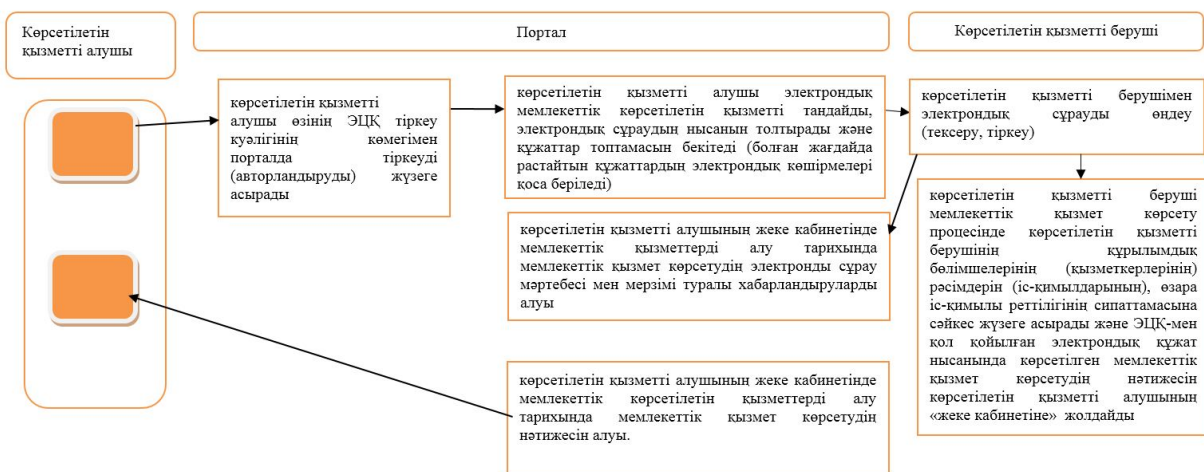 Көрсетілетін
қызметті алушы
Портал
Көрсетілетін қызметті беруші
көрсетілетін қызметті
алушы өзінің ЭЦҚ тіркеу
куәлігінің көмегімен
порталда тіркеуді
(авторландыруды) жүзеге
асырады
көрсетілетін қызметті алушы электрондық
мемлекеттік көрсетілетін қызметті таңдайды,
электрондық сұраудың нысанын толтырады және
құжаттар топтамасын бекітеді (болған жағдайда
растайтын құжаттардың электрондық көшірмелері
қоса беріледі)
көрсетілетін қызметті берушімен
электрондық сұрауды өңдеу
(тексеру, тіркеу)
көрсетілетін қызметті алушының жеке кабинетінде
мемлекеттік қызметтерді алу тарихында
мемлекеттік қызмет көрсетудің электронды сұрау
мәртебесі мен мерзімі туралы хабарландыруларды
алуы
көрсетілетін қызметті беруші
мемлекеттік қызмет көрсету
процесінде көрсетілетін қызметті
берушінің құрылымдық
бөлімшелерінің (қызметкерлерінің)
рәсімдерін (іс-қимылдарының), өзара
іс-қимылы реттілігінің сипаттамасына
сәйкес жүзеге асырады және ЭЦҚ-мен
қол қойылған электрондық құжат
нысанында көрсетілген мемлекеттік
қызмет көрсетудің нәтижесін
көрсетілетін қызметті алушының
«жеке кабинетіне» жолдайды
көрсетілетін қызметті алушының жеке кабинетінде
мемлекеттік көрсетілетін қызметтерді алу
тарихында мемлекеттік қызмет көрсетудің
нәтижесін алуы.